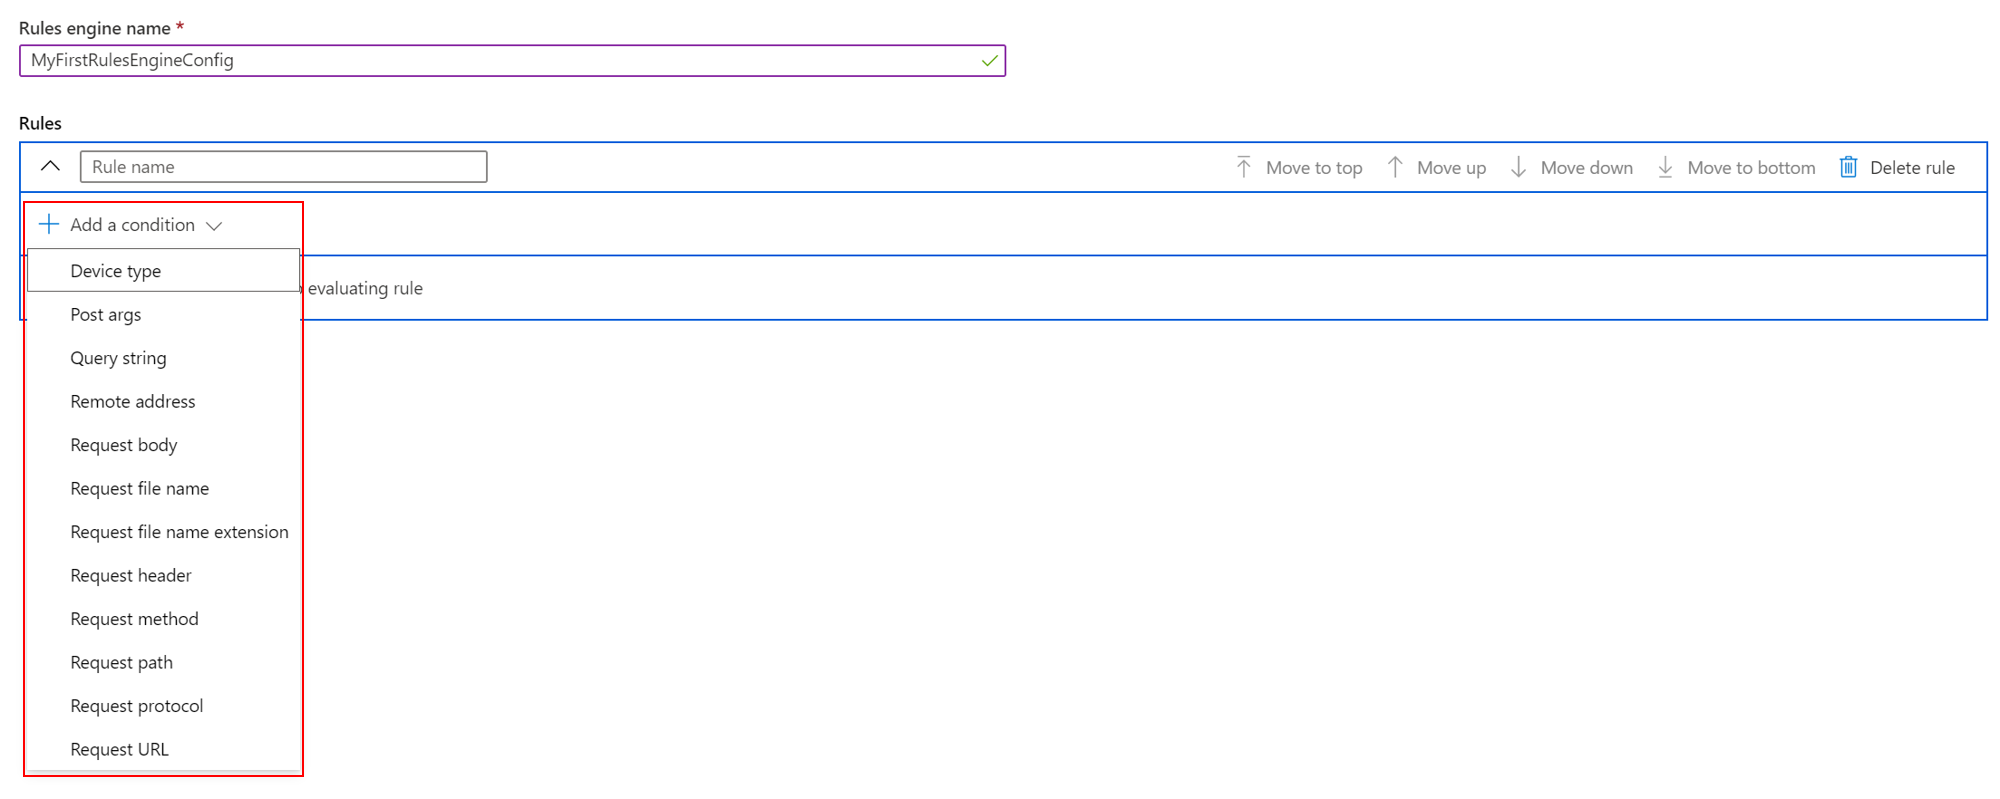 Rules engine name *
MyFirstRulesEngineConfig
Rules
Rule name
Move to top
Move up
Move down
Move to bottom
Delete rule
Add a condition
Device type
evaluating rule
Post args
Query string
Remote address
Request body
Request file name
Request file name extension
Request header
Request method
Request path
Request protocol
Request URL